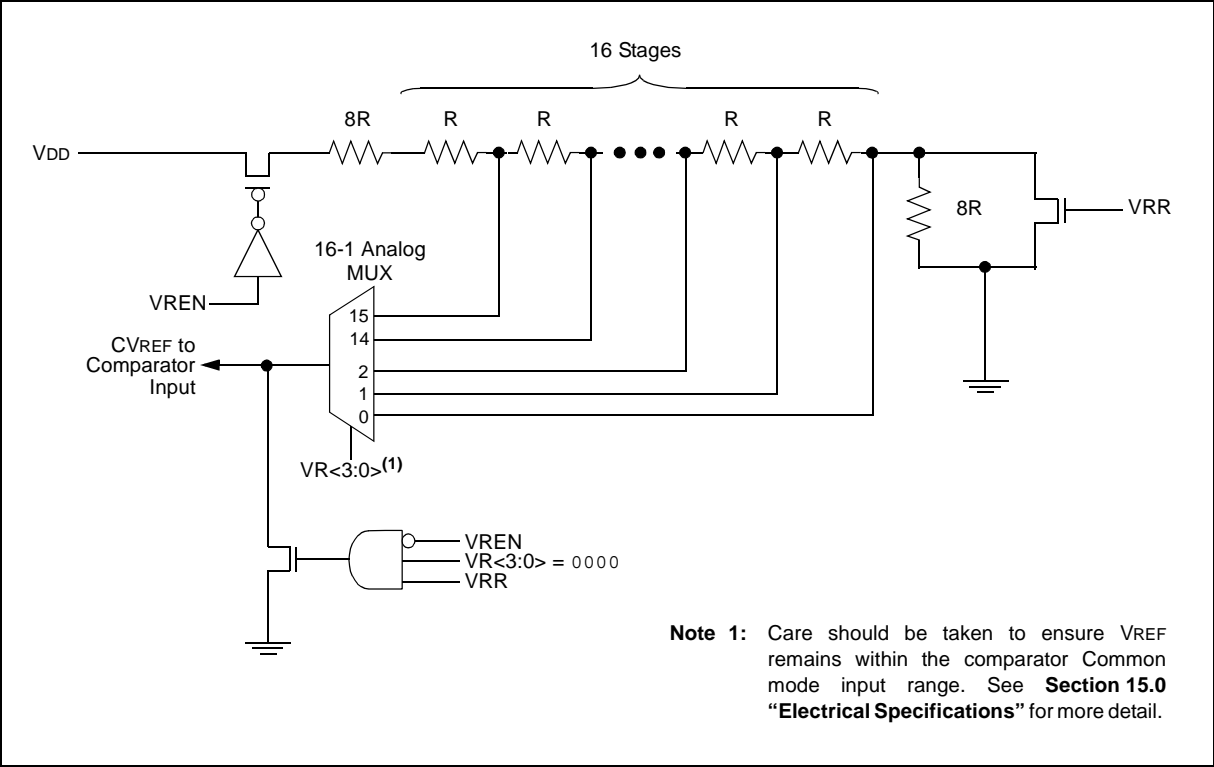 16 Stages
8R
R
R
R
R
VDD
8R
VRR
16-1 Analog
MUX
VREN
15
14
2
1
0
CVREF to
Comparator
Input
VR<3:0>(1)
VREN
VR<3:0> = 0000
VRR
Note 1: Care should be taken to ensure VREF
remains within the comparator Common
mode input range. See Section 15.0
“Electrical Specifications” for more detail.